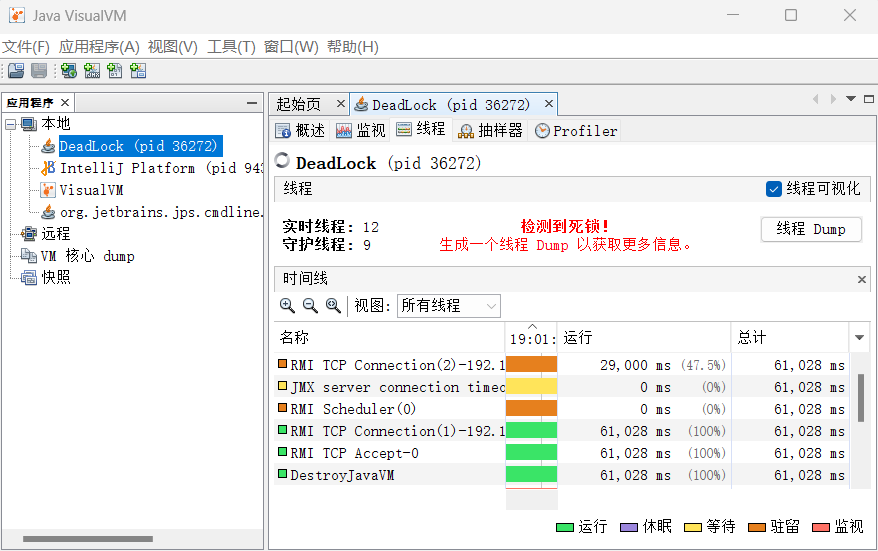 Java VisualVM
文件(F) 应用程序(A) 视图(V) 工具(T) 窗口(W) 帮助(H)
应用程序
本地
DeadLock (pid 36272)
IntelliJ Platform (pid 943
VisualVM
org.jetbrains.jps.cmdline.
远程
VM 核心 dump
快照
起始页 DeadLock (pid 36272)
概述 监视 线程 抽样器 Profiler
DeadLock (pid 36272)
线程 线程可视化
实时线程: 12 检测到死锁!
守护线程: 9 生成一个线程 Dump 以获取更多信息。
线程 Dump
时间线
视图: 所有线程
名称 19:01: 运行 总计
RMI TCP Connection(2)-192.1 29,000 ms (47.5%) 61,028 ms
JMX server connection timeo 0 ms (0%) 61,028 ms
RMI Scheduler(0) 0 ms (0%) 61,028 ms
RMI TCP Connection(1)-192.1 61,028 ms (100%) 61,028 ms
RMI TCP Accept-0 61,028 ms (100%) 61,028 ms
DestroyJavaVM 61,028 ms (100%) 61,028 ms
运行 休眠 等待 驻留 监视